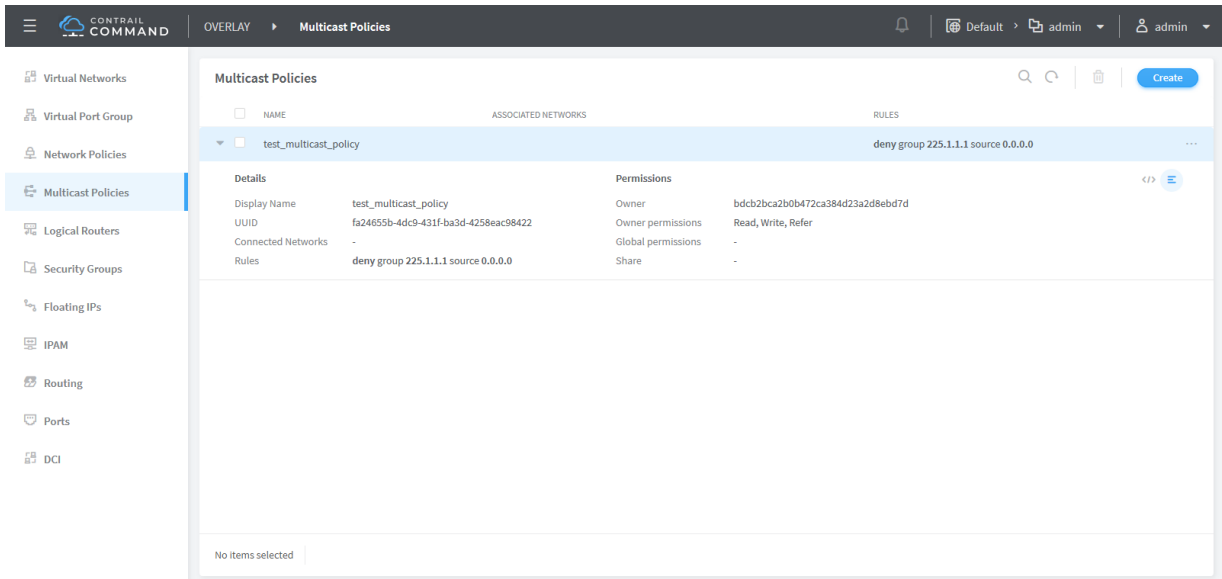 CONTRAIL COMMAND OVERLAY Multicast Policies Default admin admin
Virtual Networks
Virtual Port Group
Network Policies
Multicast Policies
Logical Routers
Security Groups
Floating IPs
IPAM
Routing
Ports
DCI
Multicast Policies Create
NAME ASSOCIATED NETWORKS RULES
test_multicast_policy deny group 225.1.1.1 source 0.0.0.0 ...
Details Permissions </>
Display Name test_multicast_policy Owner bdcb2bca2b0b472ca384d23a2d8ebd7d
UUID fa24655b-4dc9-431f-ba3d-4258eac98422 Owner permissions Read, Write, Refer
Connected Networks - Global permissions -
Rules deny group 225.1.1.1 source 0.0.0.0 Share -
No items selected